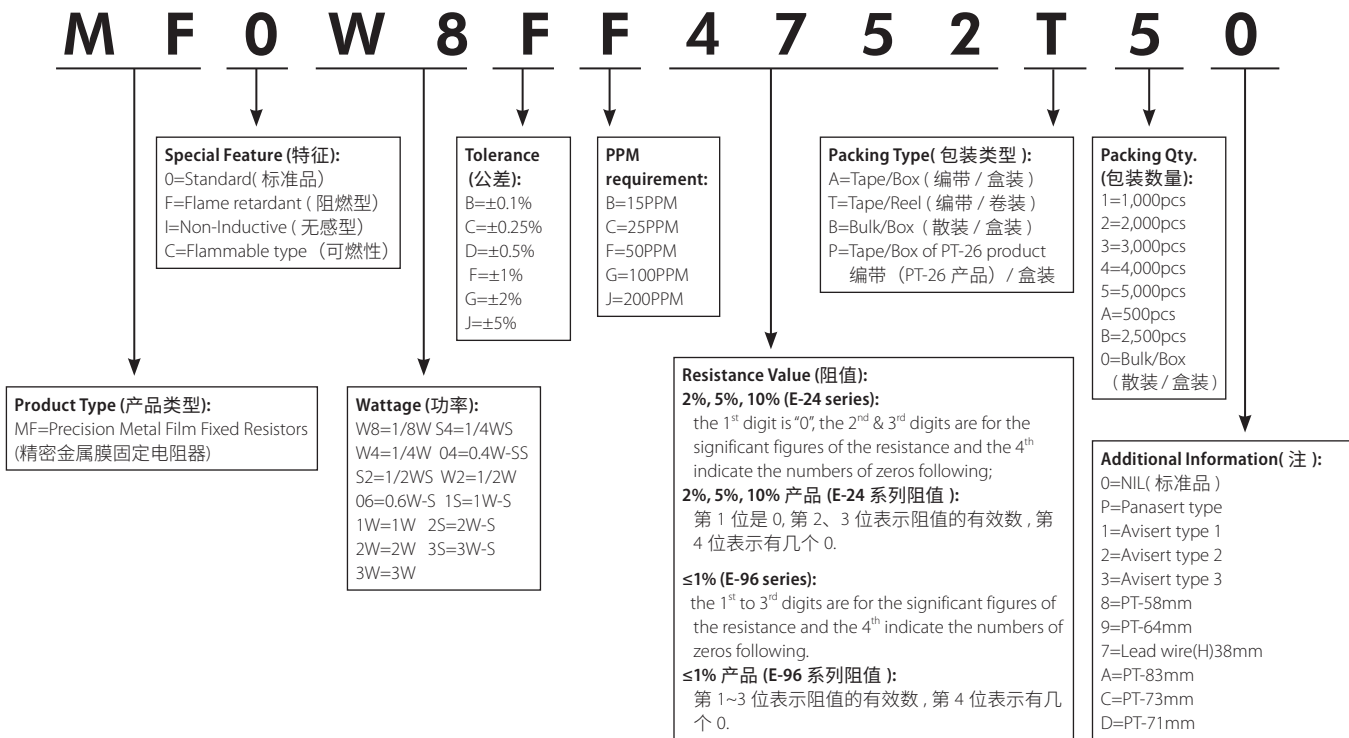 M F 0 W 8 F F 4 7 5 2 T 5 0
Special Feature (特征):
0=Standard( 标准品）
F=Flame retardant ( 阻燃型）
I=Non-Inductive ( 无感型）
C=Flammable type （可燃性）
Tolerance
(公差):
B=±0.1%
C=±0.25%
D=±0.5%
F=±1%
G=±2%
J=±5%
PPM
requirement:
B=15PPM
C=25PPM
F=50PPM
G=100PPM
J=200PPM
Packing Type( 包装类型 ):
A=Tape/Box ( 编带 / 盒装 )
T=Tape/Reel ( 编带 / 卷装 )
B=Bulk/Box ( 散装 / 盒装 )
P=Tape/Box of PT-26 product
编带（PT-26 产品）/ 盒装
Packing Qty.
(包装数量):
1=1,000pcs
2=2,000pcs
3=3,000pcs
4=4,000pcs
5=5,000pcs
A=500pcs
B=2,500pcs
0=Bulk/Box
( 散装 / 盒装 )
Product Type (产品类型):
MF=Precision Metal Film Fixed Resistors
(精密金属膜固定电阻器)
Wattage (功率):
W8=1/8W S4=1/4WS
W4=1/4W 04=0.4W-SS
S2=1/2WS W2=1/2W
06=0.6W-S 1S=1W-S
1W=1W 2S=2W-S
2W=2W 3S=3W-S
3W=3W
Resistance Value (阻值):
2%, 5%, 10% (E-24 series):
the 1st digit is “0”, the 2nd & 3rd digits are for the
significant figures of the resistance and the 4th
indicate the numbers of zeros following;
2%, 5%, 10% 产品 (E-24 系列阻值 ):
第 1 位是 0, 第 2、3 位表示阻值的有效数 , 第
4 位表示有几个 0.
≤1% (E-96 series):
the 1st to 3rd digits are for the significant figures of
the resistance and the 4th indicate the numbers of
zeros following.
≤1% 产品 (E-96 系列阻值 ):
第 1~3 位表示阻值的有效数 , 第 4 位表示有几
个 0.
Additional Information( 注 ):
0=NIL( 标准品 )
P=Panasert type
1=Avisert type 1
2=Avisert type 2
3=Avisert type 3
8=PT-58mm
9=PT-64mm
7=Lead wire(H)38mm
A=PT-83mm
C=PT-73mm
D=PT-71mm